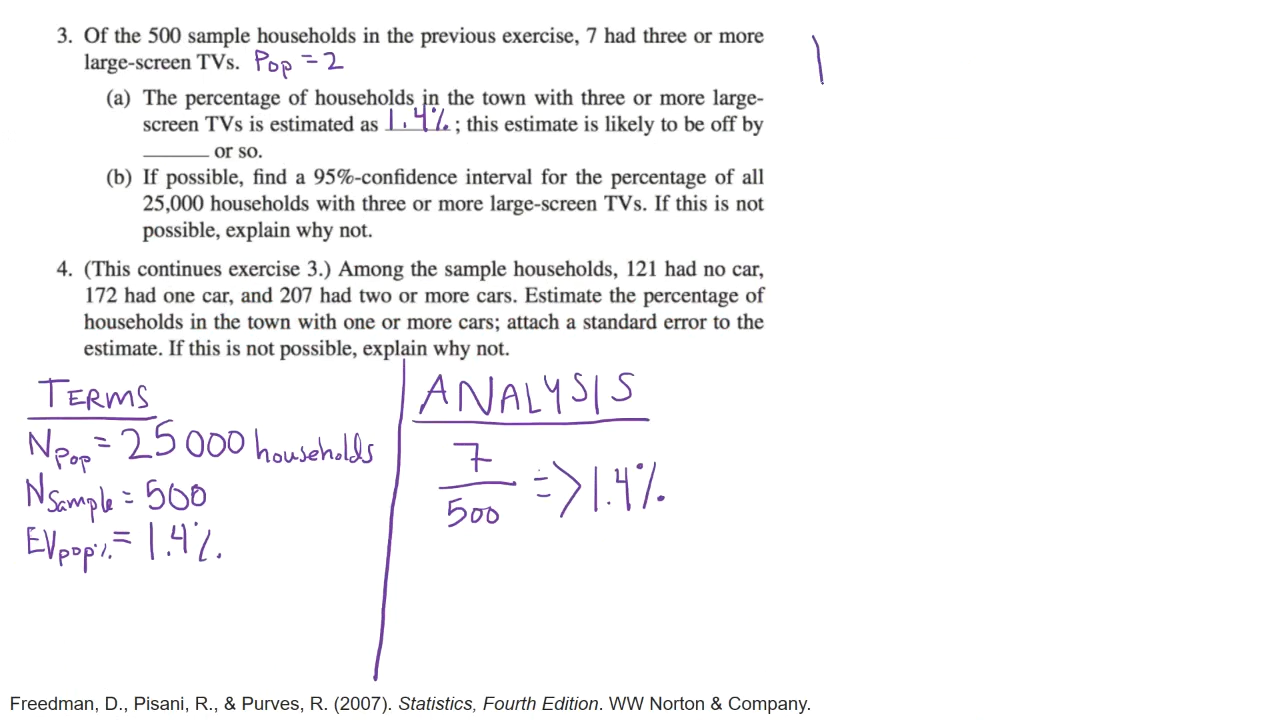 3. Of the 500 sample households in the previous exercise, 7 had three or more
large-screen TVs. Pop = 2
(a) The percentage of households in the town with three or more large-
screen TVs is estimated as 1.4%; this estimate is likely to be off by
______ or so.
(b) If possible, find a 95%-confidence interval for the percentage of all
25,000 households with three or more large-screen TVs. If this is not
possible, explain why not.
4. (This continues exercise 3.) Among the sample households, 121 had no car,
172 had one car, and 207 had two or more cars. Estimate the percentage of
households in the town with one or more cars; attach a standard error to the
estimate. If this is not possible, explain why not.
TERMS
NPop = 25000 households
NSample = 500
EVpop% = 1.4%
ANALYSIS
7
500 => 1.4%
Freedman, D., Pisani, R., & Purves, R. (2007). Statistics, Fourth Edition. WW Norton & Company.